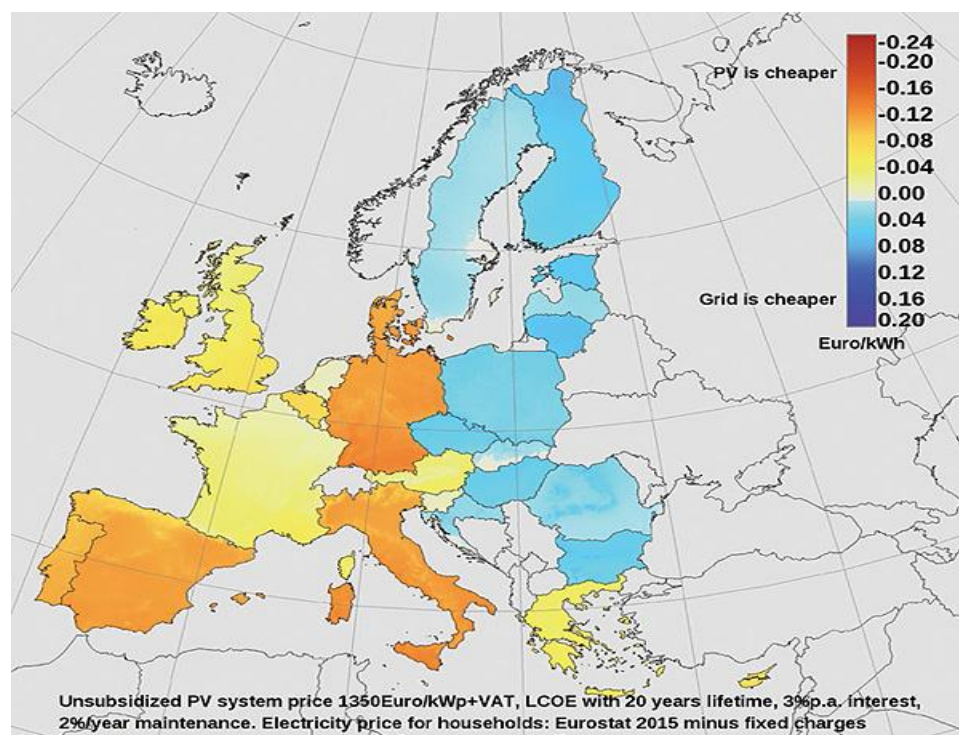 -0.24
PV is cheaper
-0.20
-0.16
-0.12
-0.08
-0.04
0.00
0.04
0.08
0.12
Grid is cheaper
0.16
0.20
Euro/kWh
Unsubsidized PV system price 1350Euro/kWp+VAT, LCOE with 20 years lifetime, 3%p.a. interest,
2%/year maintenance. Electricity price for households: Eurostat 2015 minus fixed charges